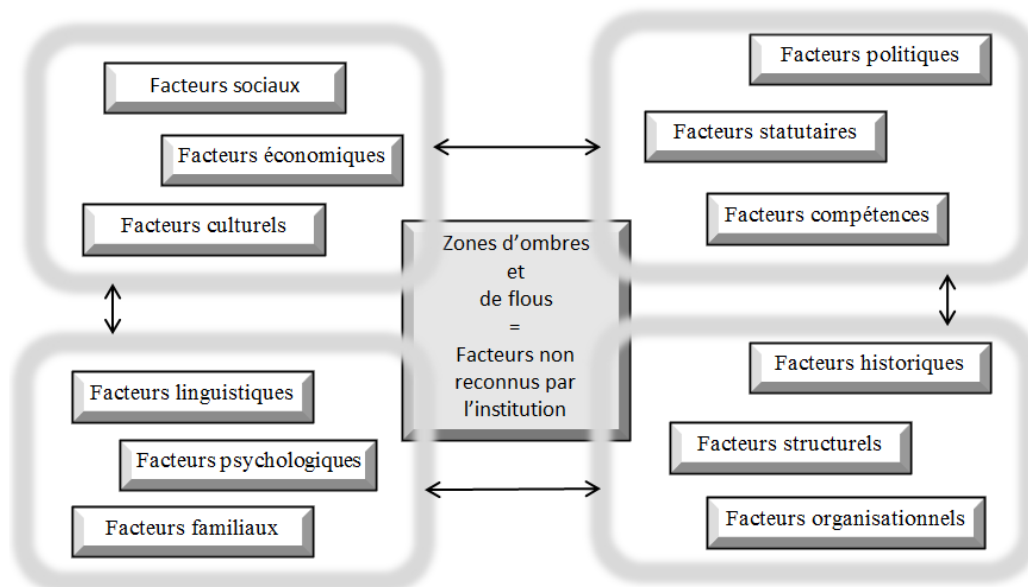 Facteurs sociaux
Facteurs économiques
Facteurs culturels
Facteurs politiques
Facteurs statutaires
Facteurs compétences
Zones d'ombres
et
de flous
=
Facteurs non
reconnus par
l'institution
Facteurs linguistiques
Facteurs psychologiques
Facteurs familiaux
Facteurs historiques
Facteurs structurels
Facteurs organisationnels